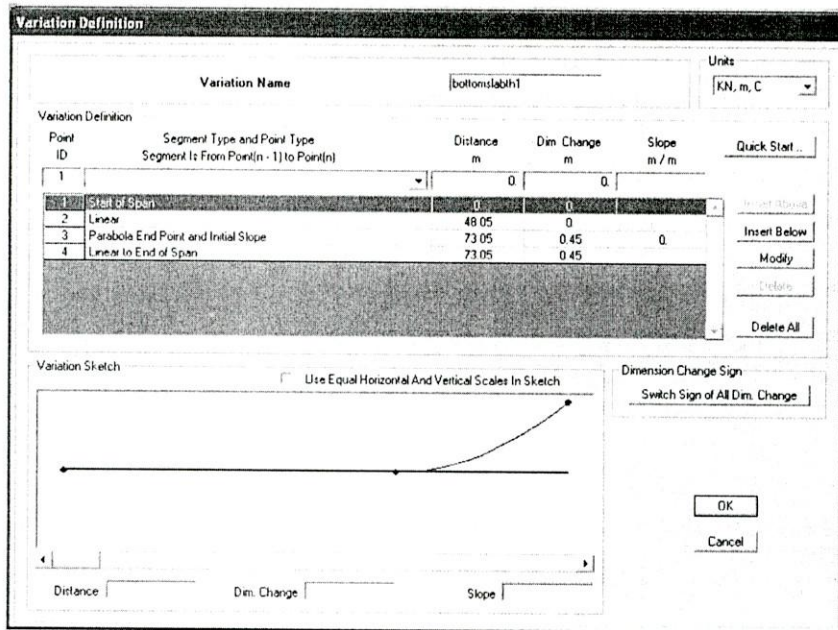 Variation Definition
Units
Variation Name bottomslabth1 KN, m, C
Variation Definition
Point ID Segment Type and Point Type Segment Is From Point(n - 1) to Point(n) Distance m Dim Change m Slope m / m Quick Start ..
1 0. 0.
1 Start of Span 0. 0. Insert Above
2 Linear 48.05 0 Insert Below
3 Parabola End Point and Initial Slope 73.05 0.45 0. Modify
4 Linear to End of Span 73.05 0.45
Delete
Delete All
Variation Sketch
Use Equal Horizontal And Vertical Scales In Sketch
Dimension Change Sign
Switch Sign of All Dim. Change
OK
Cancel
Distance Dim. Change Slope